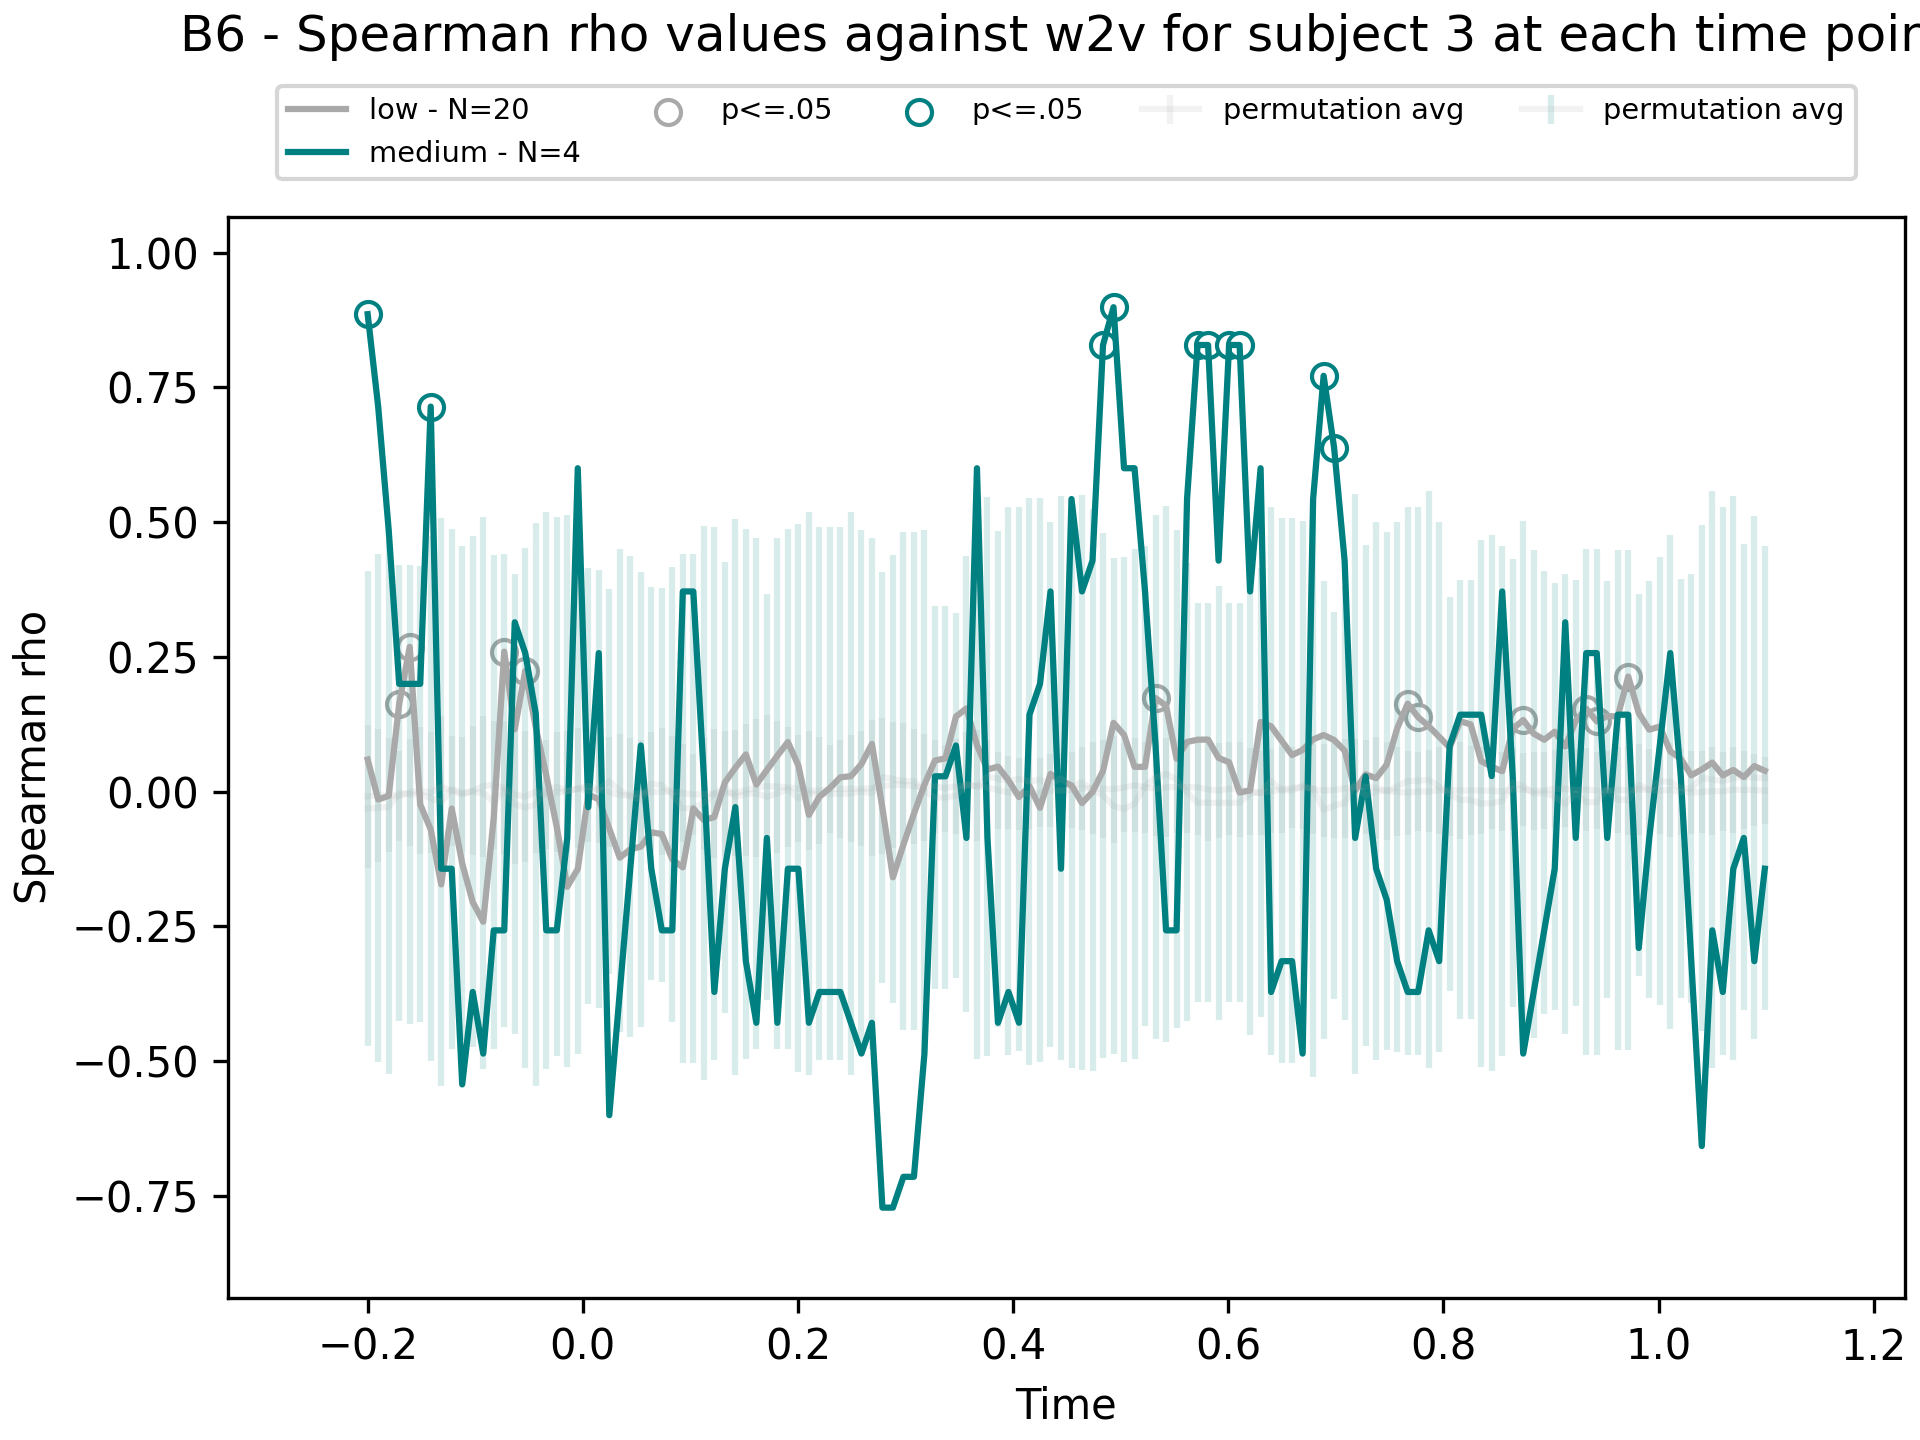 B6 - Spearman rho values against w2v for subject 3 at each time poin
low - N=20 p<=.05 p<=.05 permutation avg permutation avg
medium - N=4
1.00
0.75
0.50
0.25
0.00
−0.25
−0.50
−0.75
Spearman rho
−0.2 0.0 0.2 0.4 0.6 0.8 1.0 1.2
Time